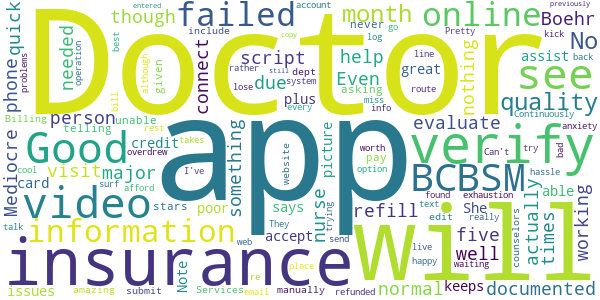 Doctor
app
Will
insurance
verify
video
Good
BCBSM
information
failed
online
see
quality
month
Boehr
No
though
quick
needed
phone
person
telling
unable
credit
visit
major
card
Mediocre
script
connect
due
plus
help
Even
great
asking
nothing
evaluate
assist
something
nurse
picture
refill
says
accept
five
well
She
actually
times
able
working
normal
keeps
documented
poor
stars
Note
issues
pay
account
include
never
log
go
Pretty
previously
entered
copy
kick
line
back
dept
system
miss
route
info
every
still
rather
lose
best
problems
operation
although
given
bill
Billing
rest
takes
overdrew
cool
surf
afford
I've
talk
web
They
website
worth
option
trying
send
text
edit
found
exhaustion
really
live
happy
waiting
counselors
Can't
try
bad
hassle
anxiety
Continuously
amazing
submit
Services
email
place
re
manually
refunded